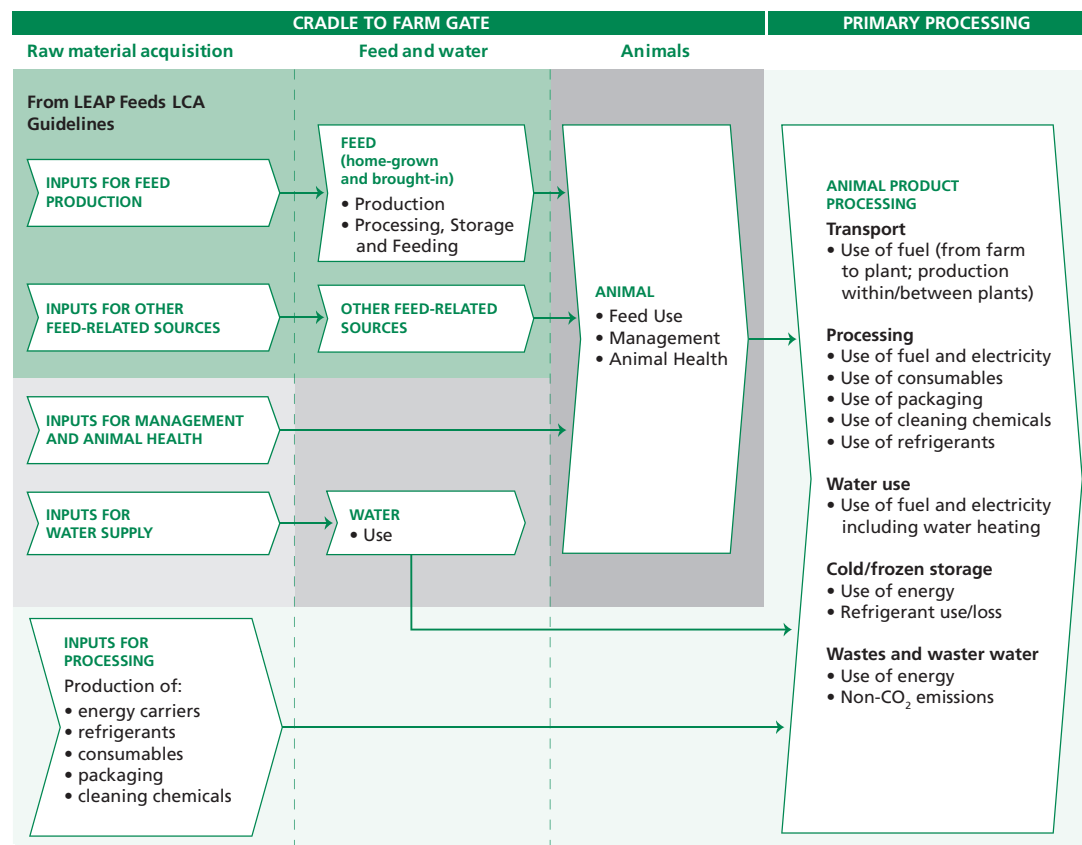 CRADLE TO FARM GATE
PRIMARY PROCESSING
Raw material acquisition
Feed and water
Animals
From LEAP Feeds LCA
Guidelines
INPUTS FOR FEED
PRODUCTION
FEED
(home-grown
and brought-in)
• Production
• Processing, Storage
and Feeding
INPUTS FOR OTHER
FEED-RELATED SOURCES
OTHER FEED-RELATED
SOURCES
INPUTS FOR MANAGEMENT
AND ANIMAL HEALTH
INPUTS FOR
WATER SUPPLY
WATER
• Use
ANIMAL
• Feed Use
• Management
• Animal Health
INPUTS FOR
PROCESSING
Production of:
• energy carriers
• refrigerants
• consumables
• packaging
• cleaning chemicals
ANIMAL PRODUCT
PROCESSING
Transport
• Use of fuel (from farm
to plant; production
within/between plants)
Processing
• Use of fuel and electricity
• Use of consumables
• Use of packaging
• Use of cleaning chemicals
• Use of refrigerants
Water use
• Use of fuel and electricity
including water heating
Cold/frozen storage
• Use of energy
• Refrigerant use/loss
Wastes and waster water
• Use of energy
• Non-CO₂ emissions